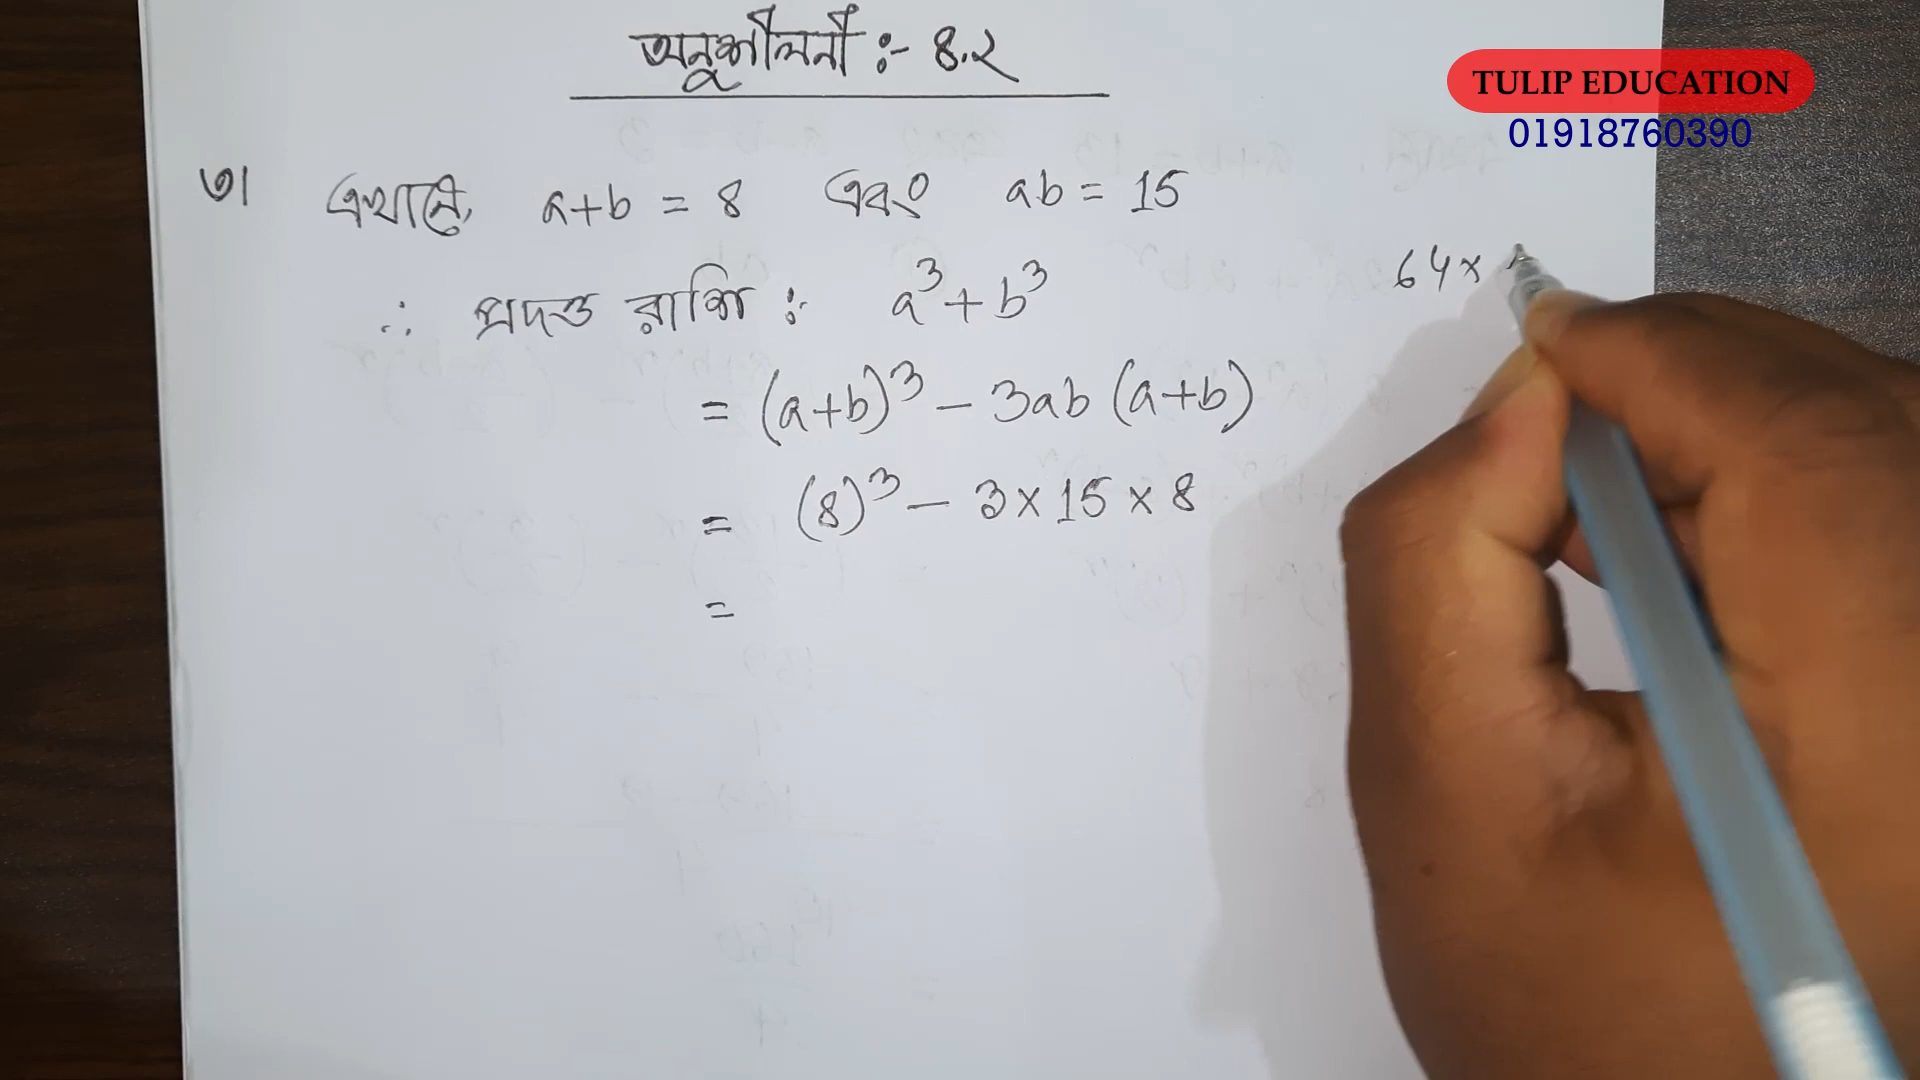 অনুশীলনী :- ৪.২
TULIP EDUCATION
01918760390
৩। এখানে, a+b = 8 এবং ab = 15
64×
∴ প্রদত্ত রাশি :- a³+b³
= (a+b)³ − 3ab (a+b)
= (8)³ − 3×15×8
=